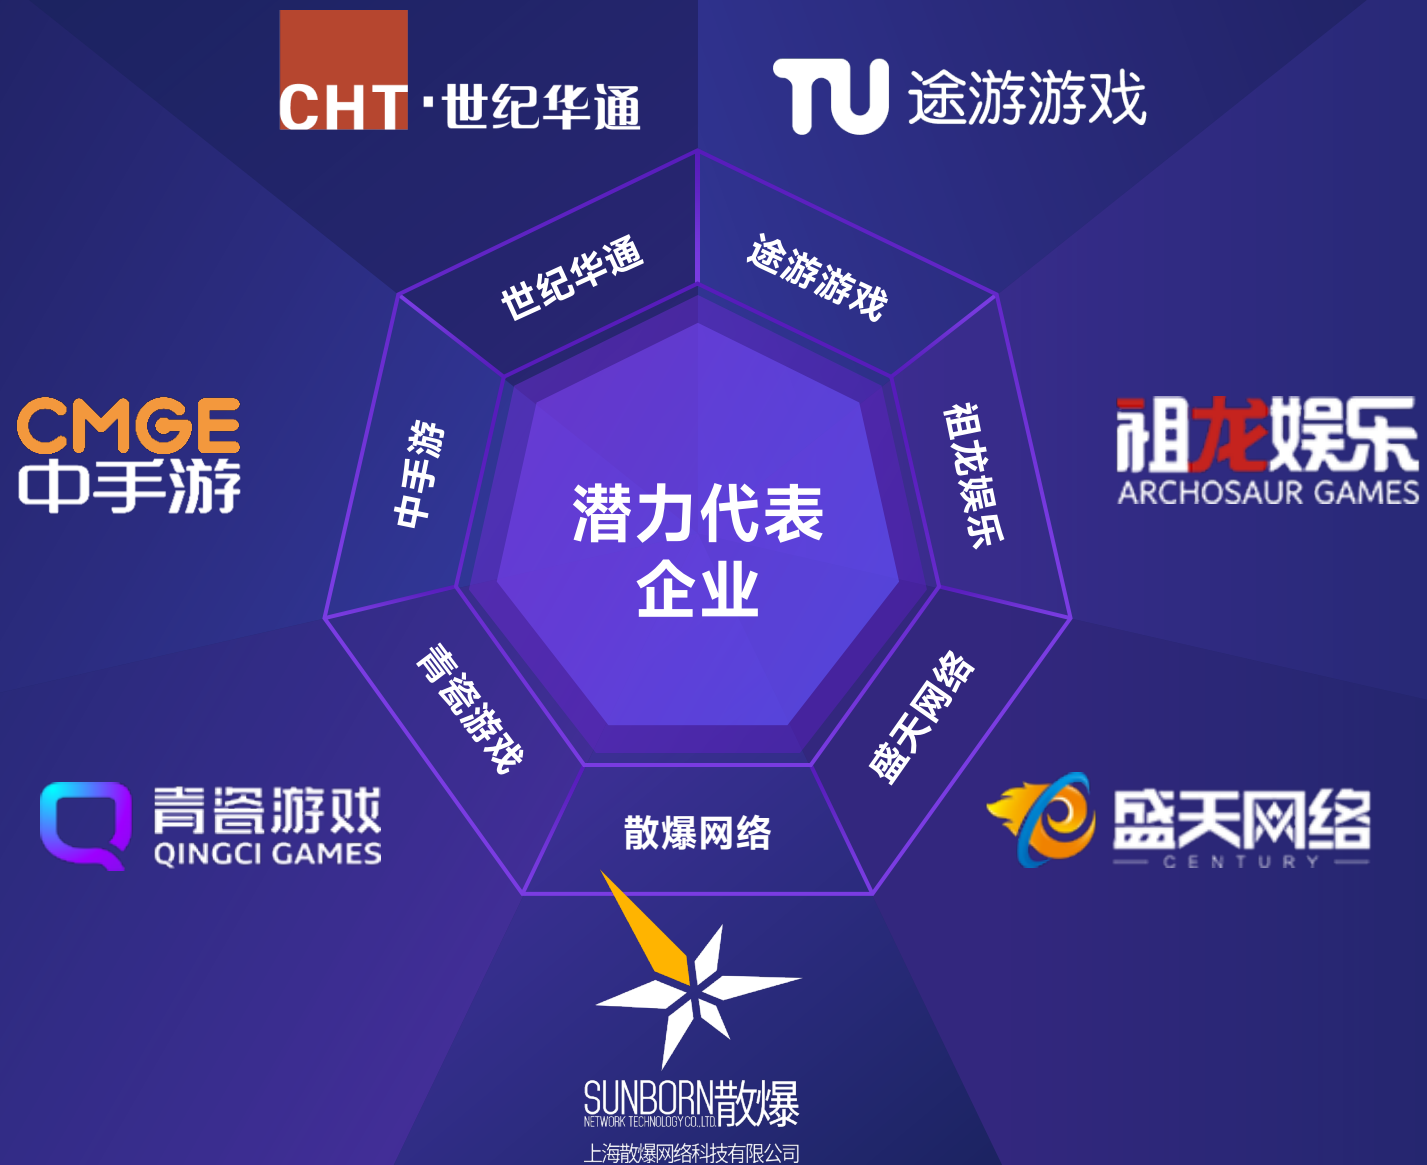 CHT·世纪华通
TU 途游游戏
世纪华通
途游游戏
CMGE
中手游
中手游
祖龙娱乐
祖龙娱乐
ARCHOSAUR GAMES
潜力代表
企业
青瓷游戏
盛天网络
青瓷游戏
QINGCI GAMES
散爆网络
盛天网络
CENTURY
SUNBORN散爆
NETWORK TECHNOLOGY CO.,LTD.
上海散爆网络科技有限公司